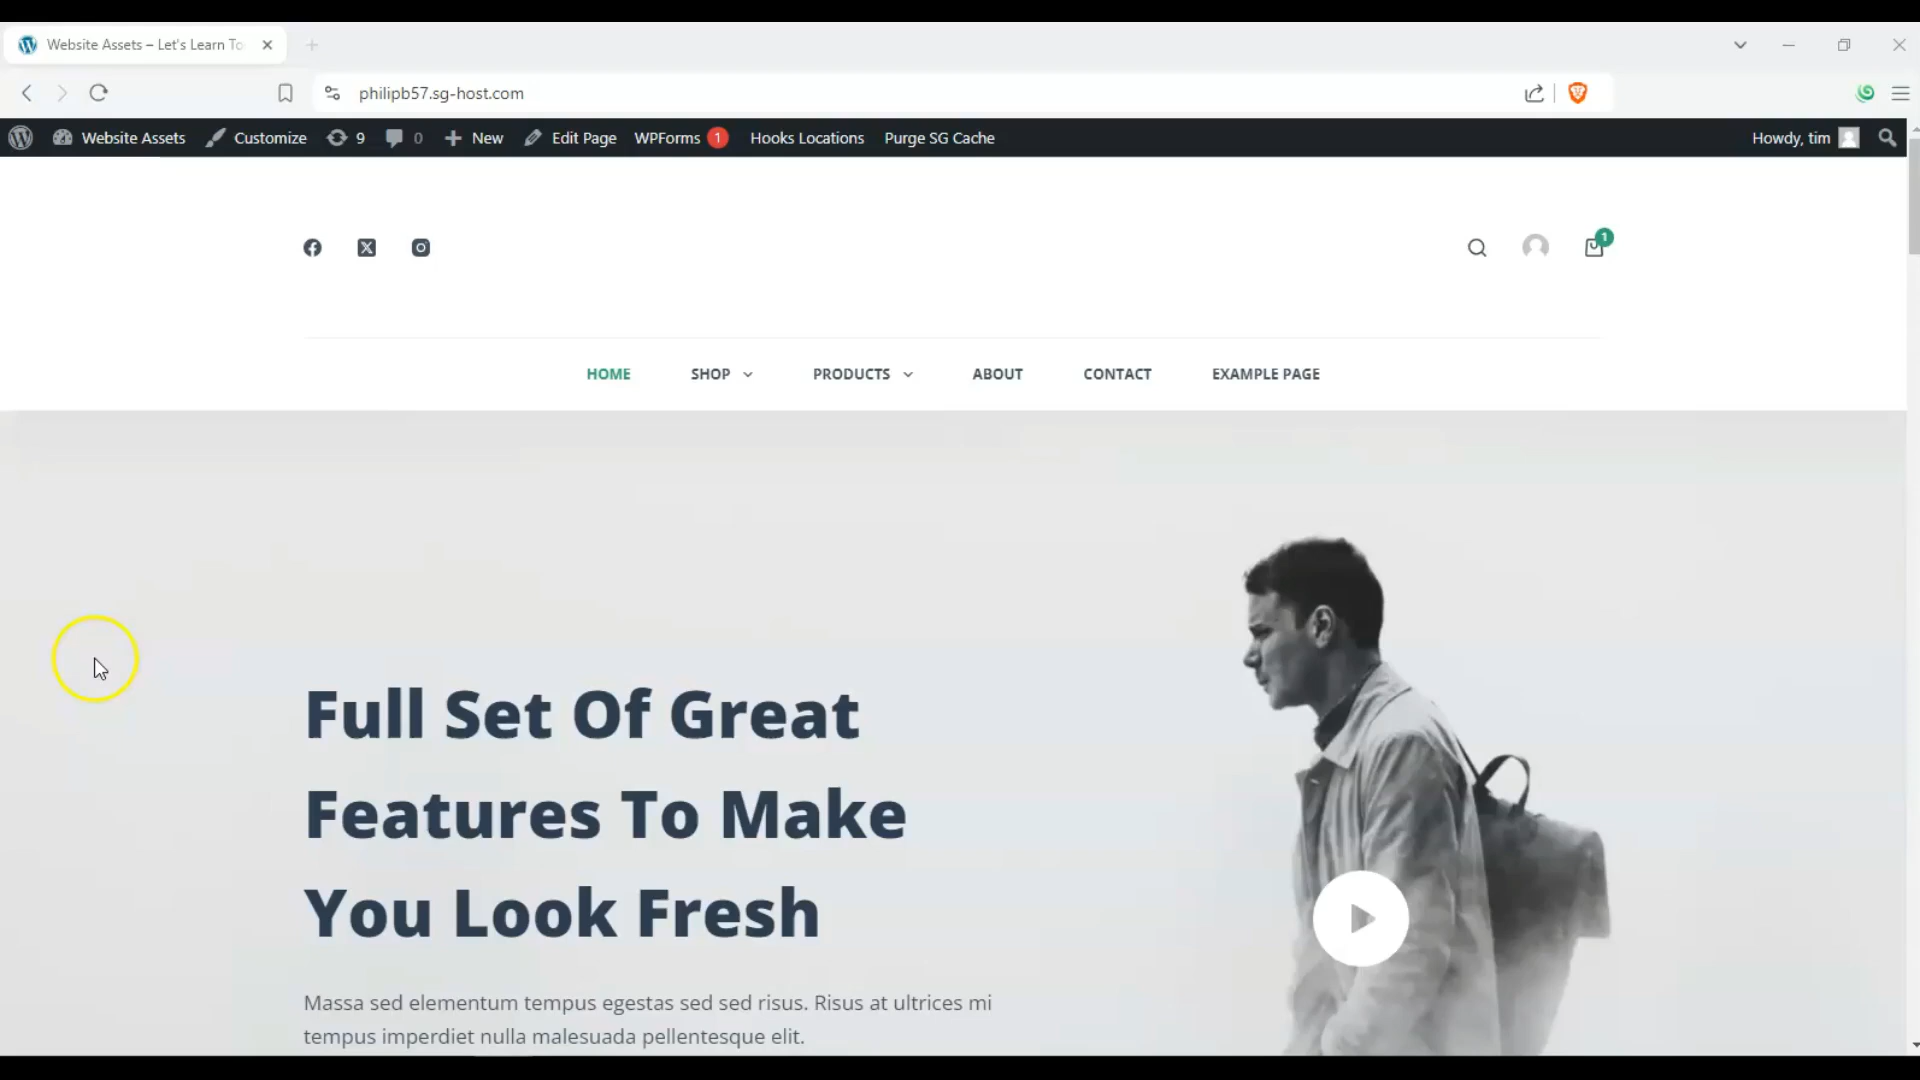 Website Assets – Let's Learn To
philipb57.sg-host.com
Website Assets Customize 9 0 New Edit Page WPForms 1 Hooks Locations Purge SG Cache Howdy, tim
1
HOME SHOP PRODUCTS ABOUT CONTACT EXAMPLE PAGE
Full Set Of Great
Features To Make
You Look Fresh
Massa sed elementum tempus egestas sed sed risus. Risus at ultrices mi
tempus imperdiet nulla malesuada pellentesque elit.